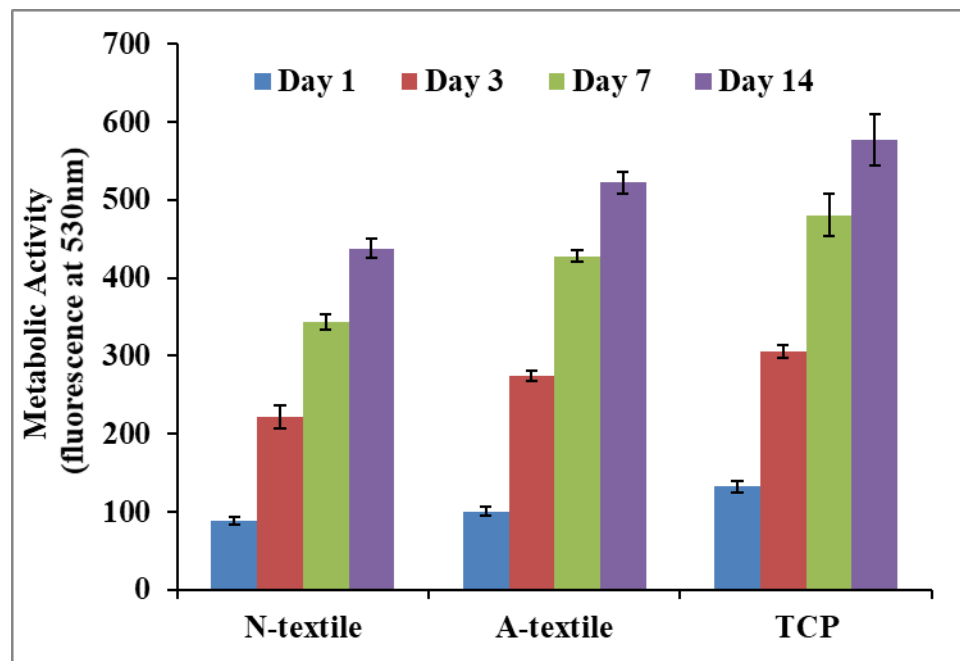 700
600
500
400
300
200
100
0
Metabolic Activity
(fluorescence at 530nm)
Day 1 Day 3 Day 7 Day 14
N-textile A-textile TCP